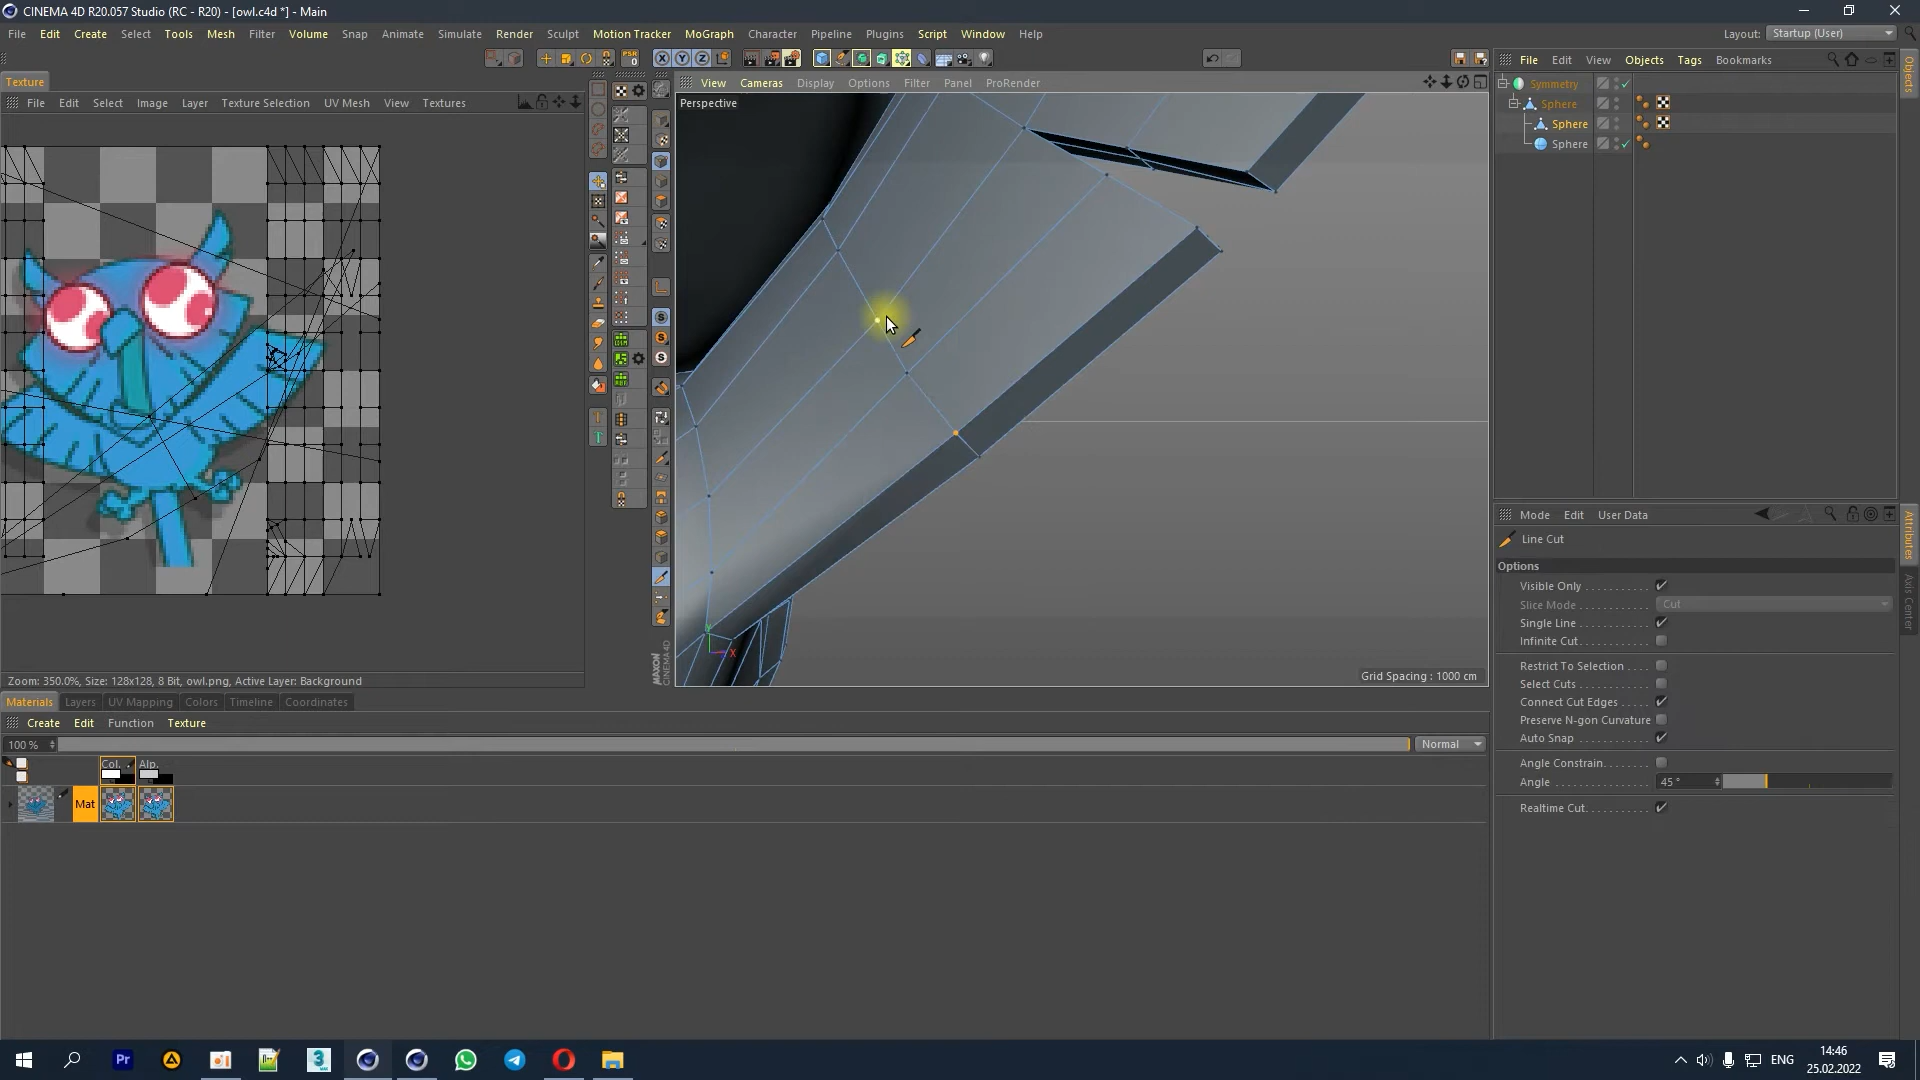 CINEMA 4D R20.057 Studio (RC - R20) - [owl.c4d *] - Main
File Edit Create Select Tools Mesh Filter Volume Snap Animate Simulate Render Sculpt Motion Tracker MoGraph Character Pipeline Plugins Script Window Help
Layout: Startup (User)
Texture
File Edit Select Image Layer Texture Selection UV Mesh View Textures
View Cameras Display Options Filter Panel ProRender
Perspective
File Edit View Objects Tags Bookmarks
Symmetry
Sphere
Sphere
Sphere
Objects
Mode Edit User Data
Line Cut
Options
Visible Only
Slice Mode Cut
Single Line
Infinite Cut
Restrict To Selection
Select Cuts
Connect Cut Edges
Preserve N-gon Curvature
Auto Snap
Angle Constrain
Angle 45 °
Realtime Cut
Attributes
Axis Center
Y
X
Grid Spacing : 1000 cm
MAXON CINEMA4D
Zoom: 350.0%, Size: 128x128, 8 Bit, owl.png, Active Layer: Background
Materials Layers UV Mapping Colors Timeline Coordinates
Create Edit Function Texture
100 % Normal
Col. Alp.
Mat
ENG
14:46
25.02.2022